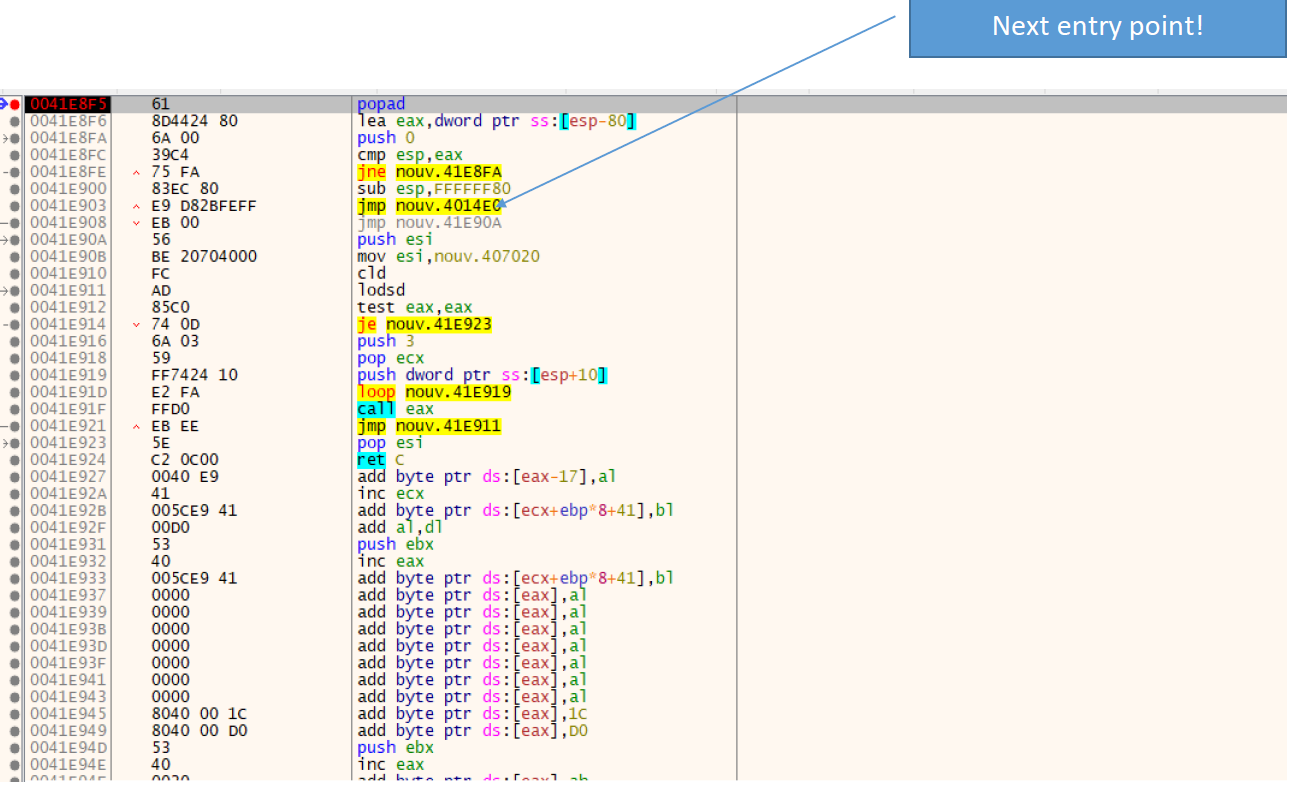 Next entry point!
0041E8F5 61 popad
0041E8F6 8D4424 80 lea eax,dword ptr ss:[esp-80]
0041E8FA 6A 00 push 0
0041E8FC 39C4 cmp esp,eax
0041E8FE 75 FA jne nouv.41E8FA
0041E900 83EC 80 sub esp,FFFFFF80
0041E903 E9 D82BFEFF jmp nouv.4014E0
0041E908 EB 00 jmp nouv.41E90A
0041E90A 56 push esi
0041E90B BE 20704000 mov esi,nouv.407020
0041E910 FC cld
0041E911 AD lodsd
0041E912 85C0 test eax,eax
0041E914 74 0D je nouv.41E923
0041E916 6A 03 push 3
0041E918 59 pop ecx
0041E919 FF7424 10 push dword ptr ss:[esp+10]
0041E91D E2 FA loop nouv.41E919
0041E91F FFD0 call eax
0041E921 EB EE jmp nouv.41E911
0041E923 5E pop esi
0041E924 C2 0C00 ret C
0041E927 0040 E9 add byte ptr ds:[eax-17],al
0041E92A 41 inc ecx
0041E92B 005CE9 41 add byte ptr ds:[ecx+ebp*8+41],bl
0041E92F 00D0 add al,dl
0041E931 53 push ebx
0041E932 40 inc eax
0041E933 005CE9 41 add byte ptr ds:[ecx+ebp*8+41],bl
0041E937 0000 add byte ptr ds:[eax],al
0041E939 0000 add byte ptr ds:[eax],al
0041E93B 0000 add byte ptr ds:[eax],al
0041E93D 0000 add byte ptr ds:[eax],al
0041E93F 0000 add byte ptr ds:[eax],al
0041E941 0000 add byte ptr ds:[eax],al
0041E943 0000 add byte ptr ds:[eax],al
0041E945 8040 00 1C add byte ptr ds:[eax],1C
0041E949 8040 00 D0 add byte ptr ds:[eax],D0
0041E94D 53 push ebx
0041E94E 40 inc eax